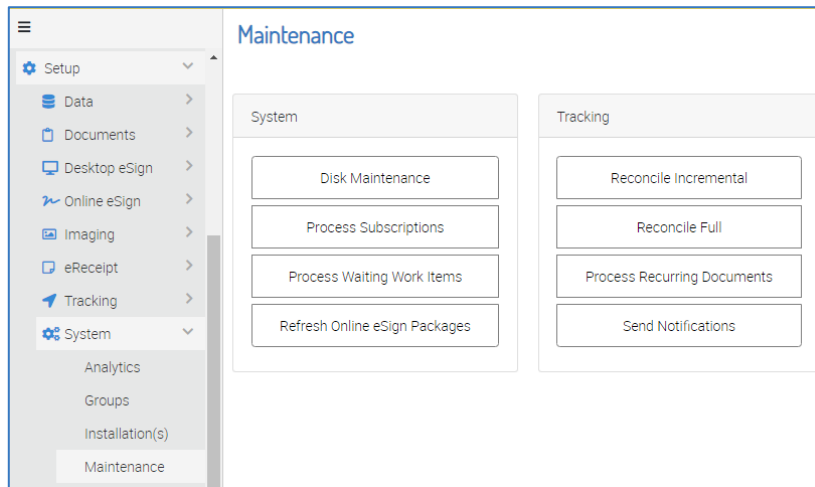 Setup
Data
Documents
Desktop eSign
Online eSign
Imaging
eReceipt
Tracking
System
Analytics
Groups
Installation(s)
Maintenance
Maintenance
System
Disk Maintenance
Process Subscriptions
Process Waiting Work Items
Refresh Online eSign Packages
Tracking
Reconcile Incremental
Reconcile Full
Process Recurring Documents
Send Notifications